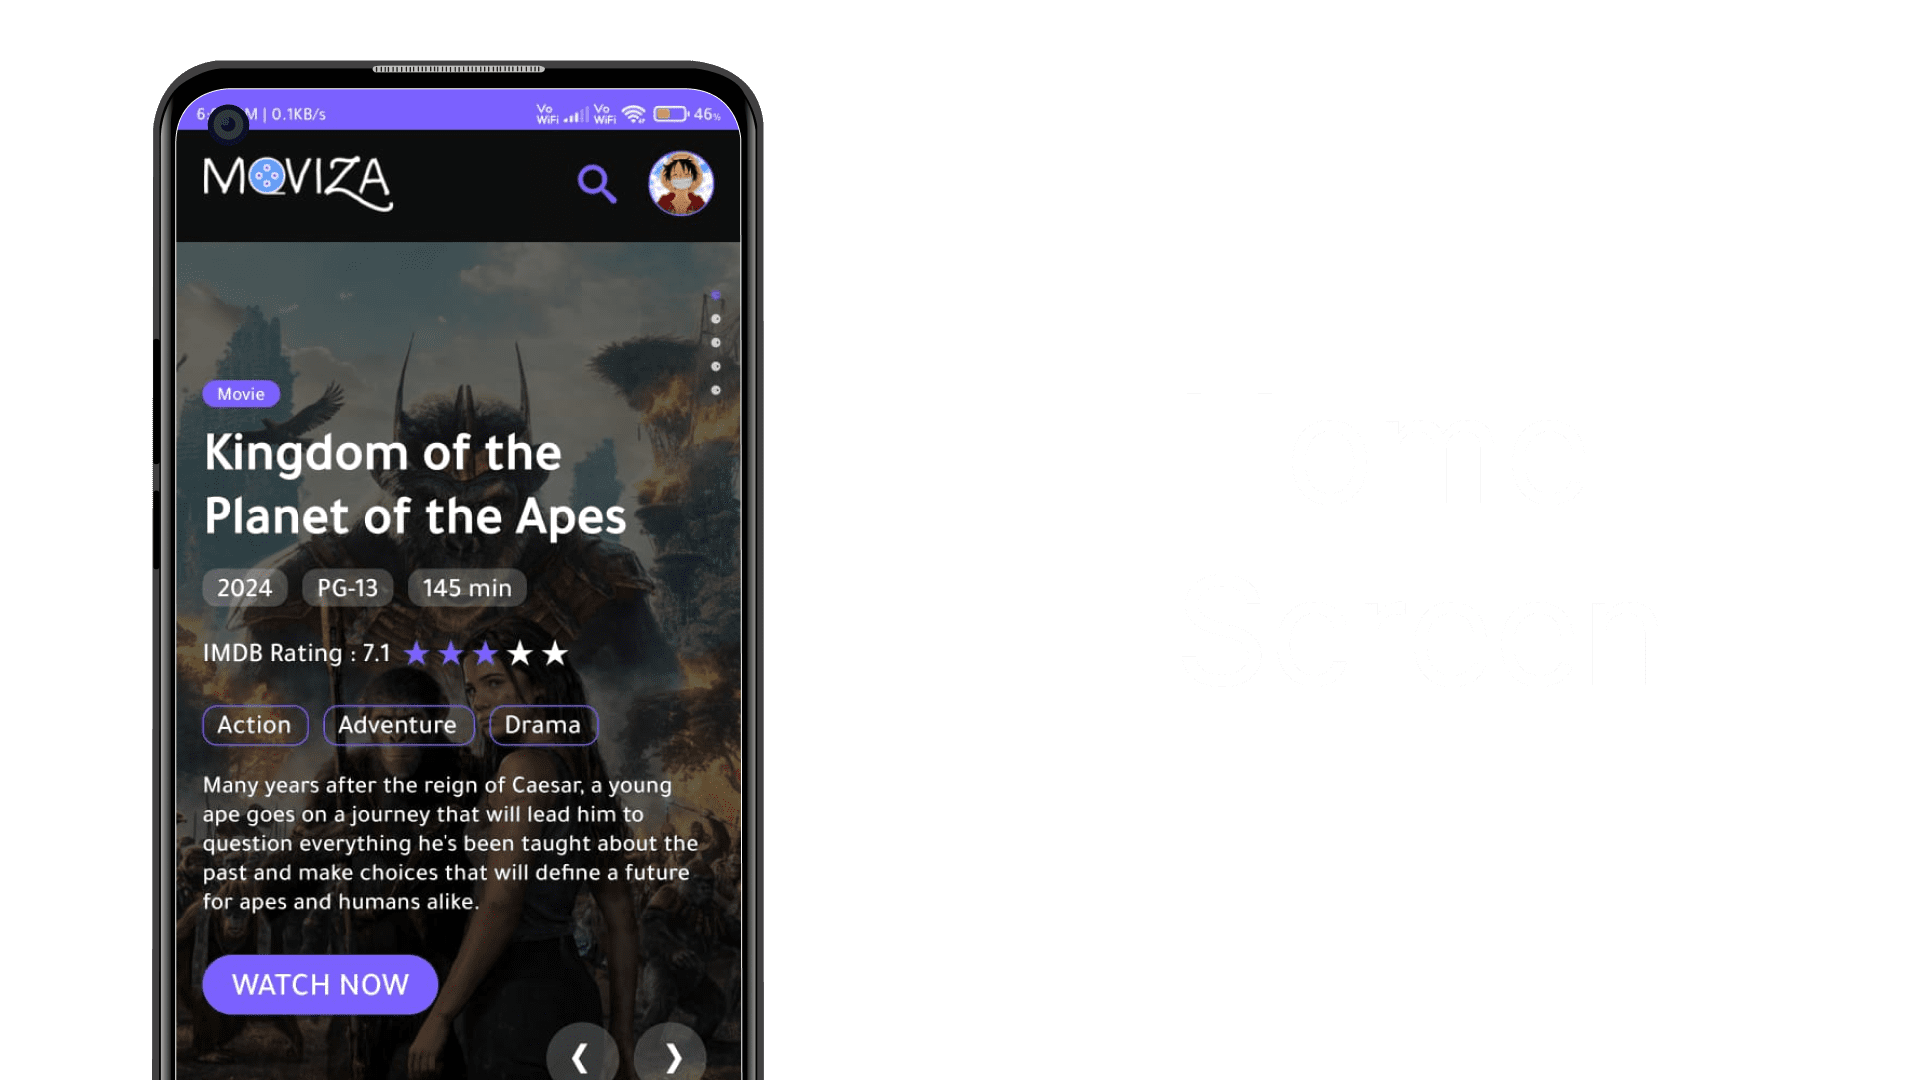 M | 0.1KB/s
Vo WiFi Vo WiFi 46%
MOVIZA
Movie
Kingdom of the
Planet of the Apes
2024 PG-13 145 min
IMDB Rating : 7.1
Action Adventure Drama
Many years after the reign of Caesar, a young
ape goes on a journey that will lead him to
question everything he's been taught about the
past and make choices that will define a future
for apes and humans alike.
WATCH NOW